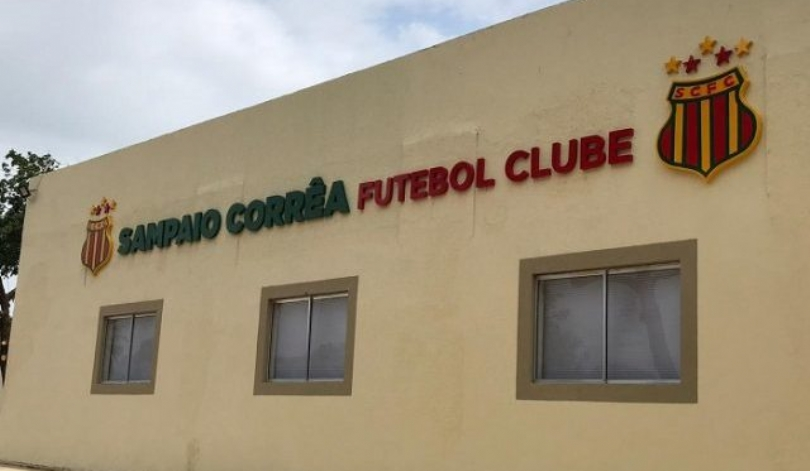 SAMPAIO CORRÊA FUTEBOL CLUBE
SCFC